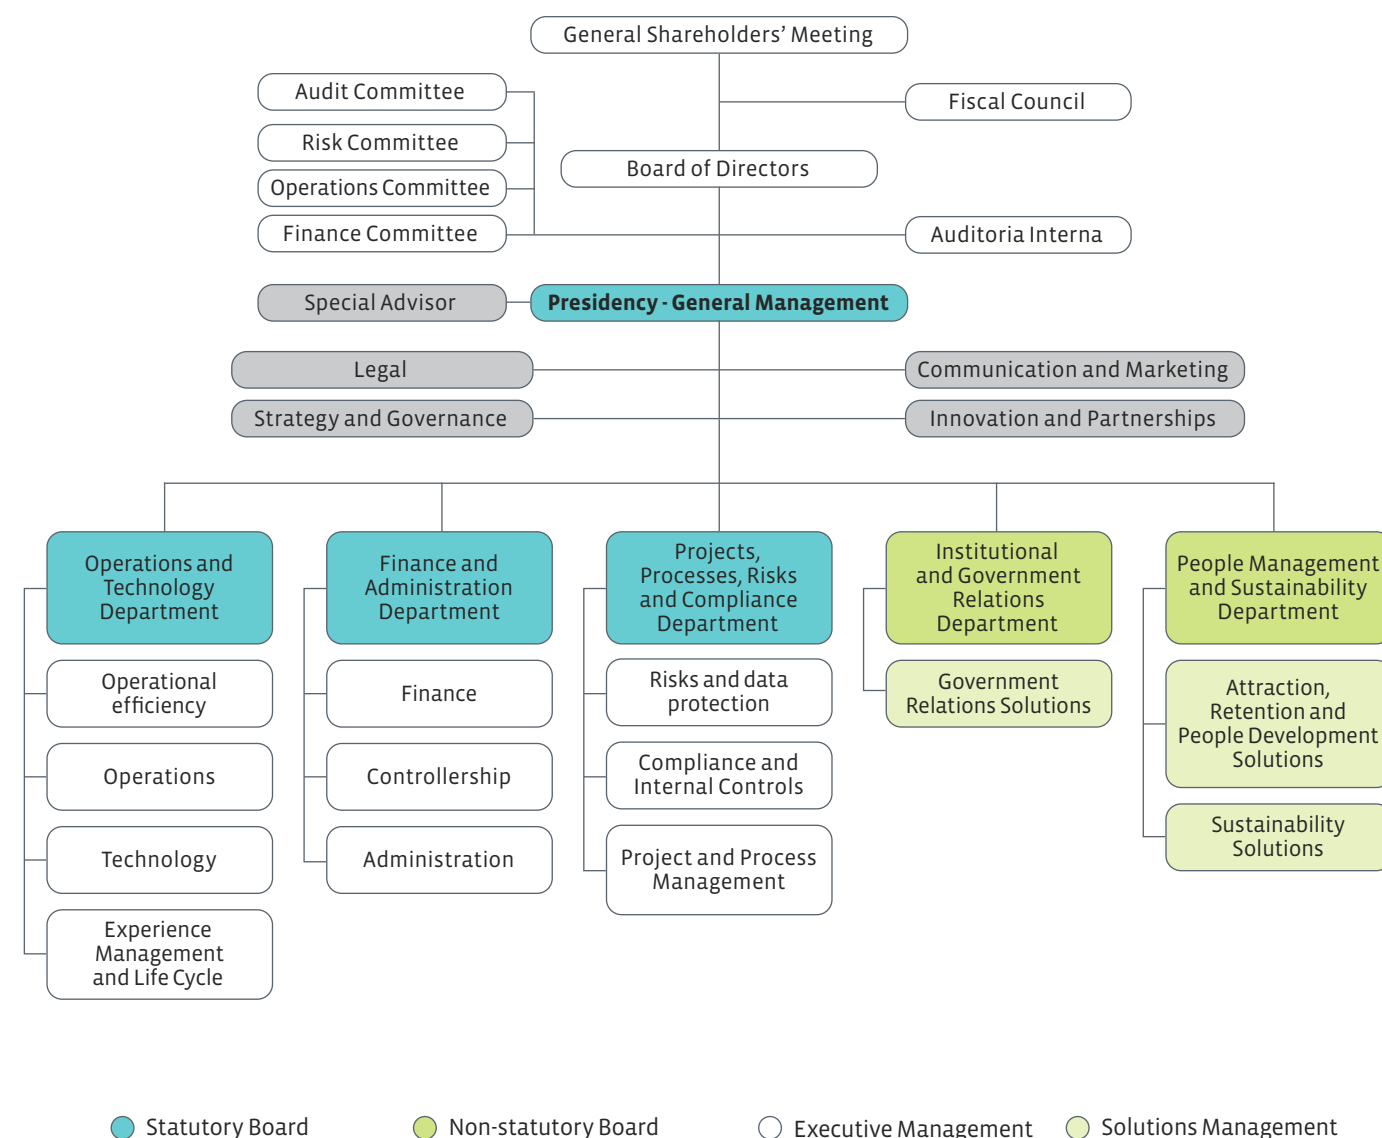 General Shareholders’ Meeting
Audit Committee
Fiscal Council
Risk Committee
Board of Directors
Operations Committee
Finance Committee
Auditoria Interna
Special Advisor
Presidency - General Management
Legal
Communication and Marketing
Strategy and Governance
Innovation and Partnerships
Operations and
Technology
Department
Operational
efficiency
Operations
Technology
Experience
Management
and Life Cycle
Finance and
Administration
Department
Finance
Controllership
Administration
Projects,
Processes, Risks
and Compliance
Department
Risks and data
protection
Compliance and
Internal Controls
Project and Process
Management
Institutional
and Government
Relations
Department
Government
Relations Solutions
People Management
and Sustainability
Department
Attraction,
Retention and
People Development
Solutions
Sustainability
Solutions
Statutory Board
Non-statutory Board
Executive Management
Solutions Management